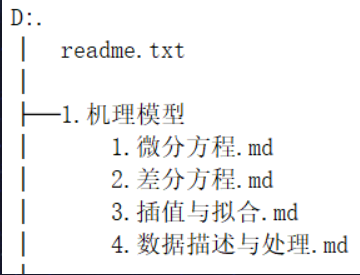 D:.
│  readme.txt
│
├──1.机理模型
│      1.微分方程.md
│      2.差分方程.md
│      3.插值与拟合.md
│      4.数据描述与处理.md